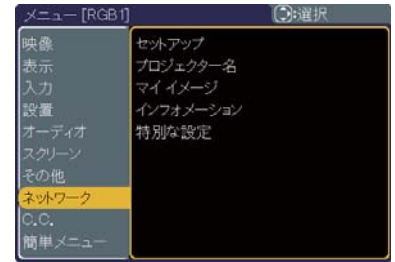 メニュー [RGB1]
:選択
映像
表示
入力
設置
オーディオ
スクリーン
その他
ネットワーク
C.C.
簡単メニュー
セットアップ
プロジェクター名
マイ イメージ
インフォメーション
特別な設定